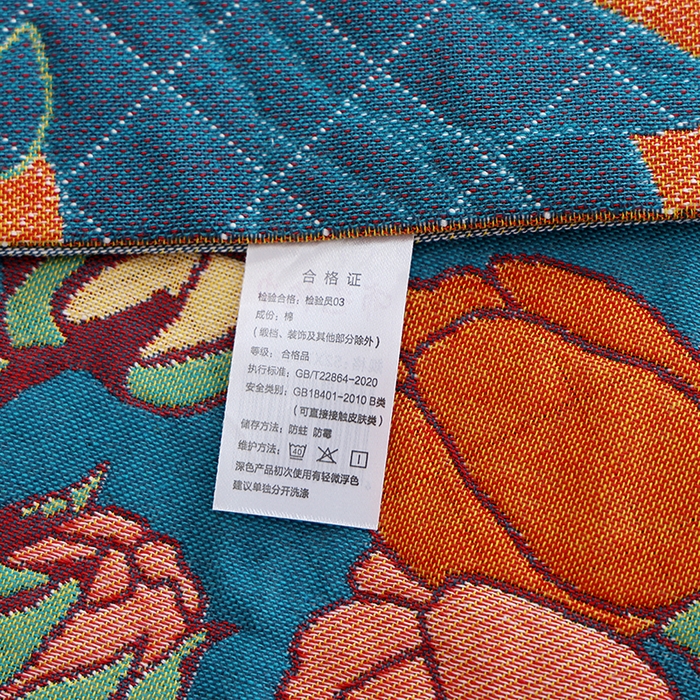 合格证
检验合格：检验员03
成份：棉
（缎档、装饰及其他部分除外）
等级：合格品
执行标准：GB/T22864-2020
安全类别：GB18401-2010 B类
（可直接接触皮肤类）
储存方法：防蛀 防霉
维护方法：40
深色产品初次使用有轻微浮色
建议单独分开洗涤